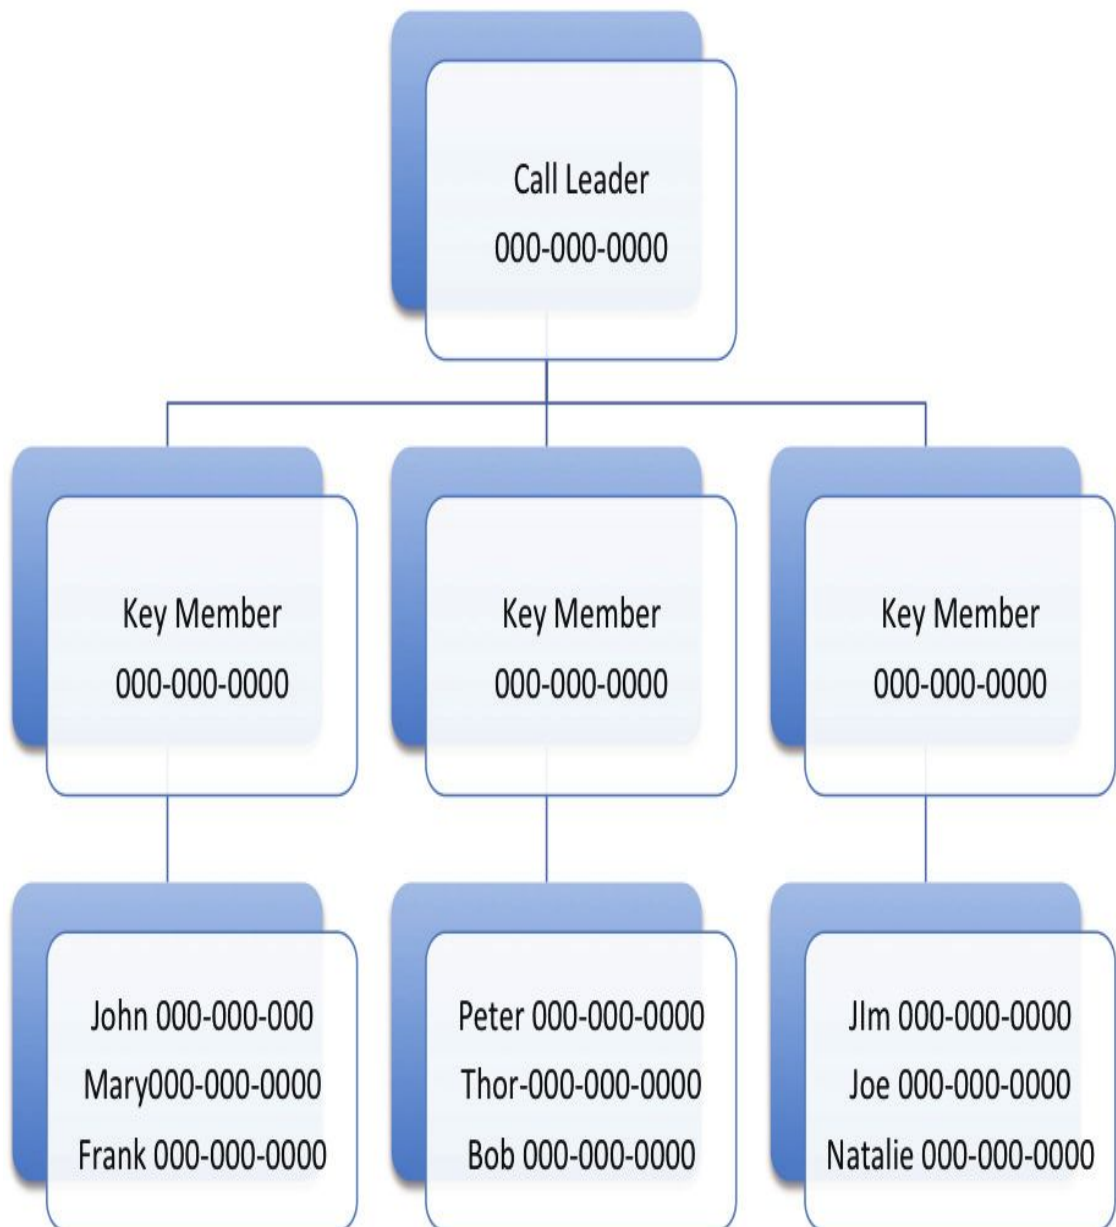 Call Leader
000-000-0000
Key Member
000-000-0000
Key Member
000-000-0000
Key Member
000-000-0000
John 000-000-000
Mary000-000-0000
Frank 000-000-0000
Peter 000-000-0000
Thor-000-000-0000
Bob 000-000-0000
JIm 000-000-0000
Joe 000-000-0000
Natalie 000-000-0000